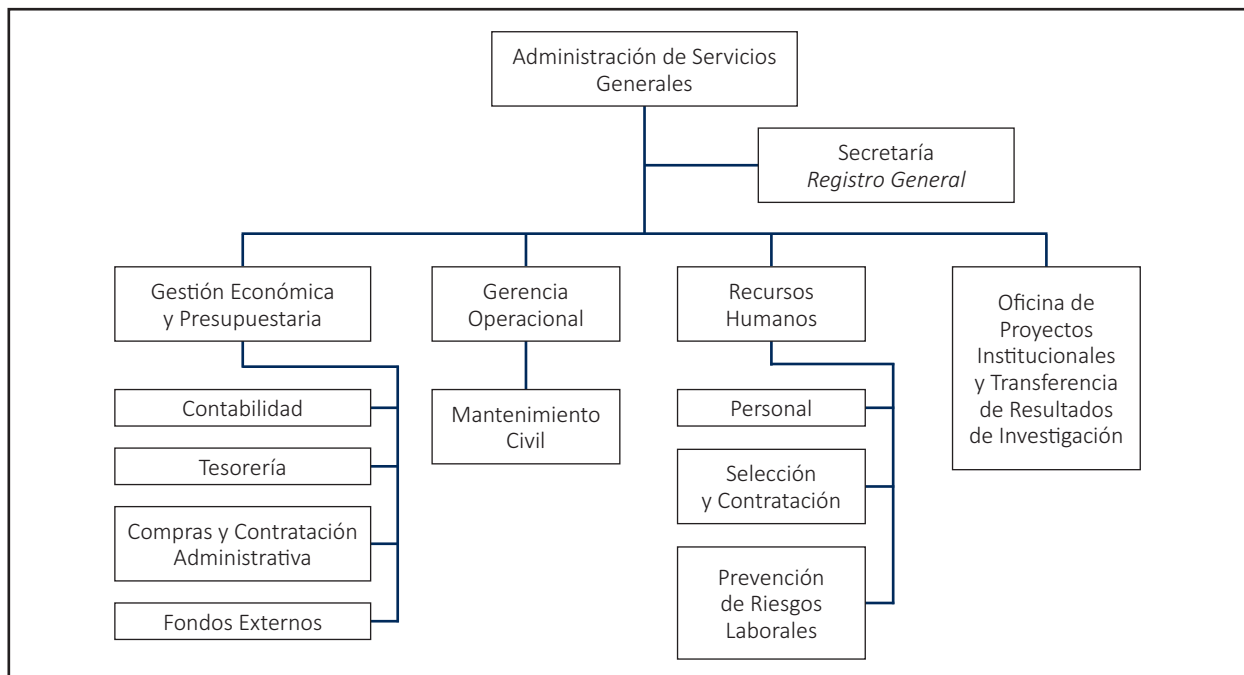 Administración de Servicios
Generales
Secretaría
Registro General
Gestión Económica
y Presupuestaria
Contabilidad
Tesorería
Compras y Contratación
Administrativa
Fondos Externos
Gerencia
Operacional
Mantenimiento
Civil
Recursos
Humanos
Personal
Selección
y Contratación
Prevención
de Riesgos
Laborales
Oficina de
Proyectos
Institucionales
y Transferencia
de Resultados
de Investigación